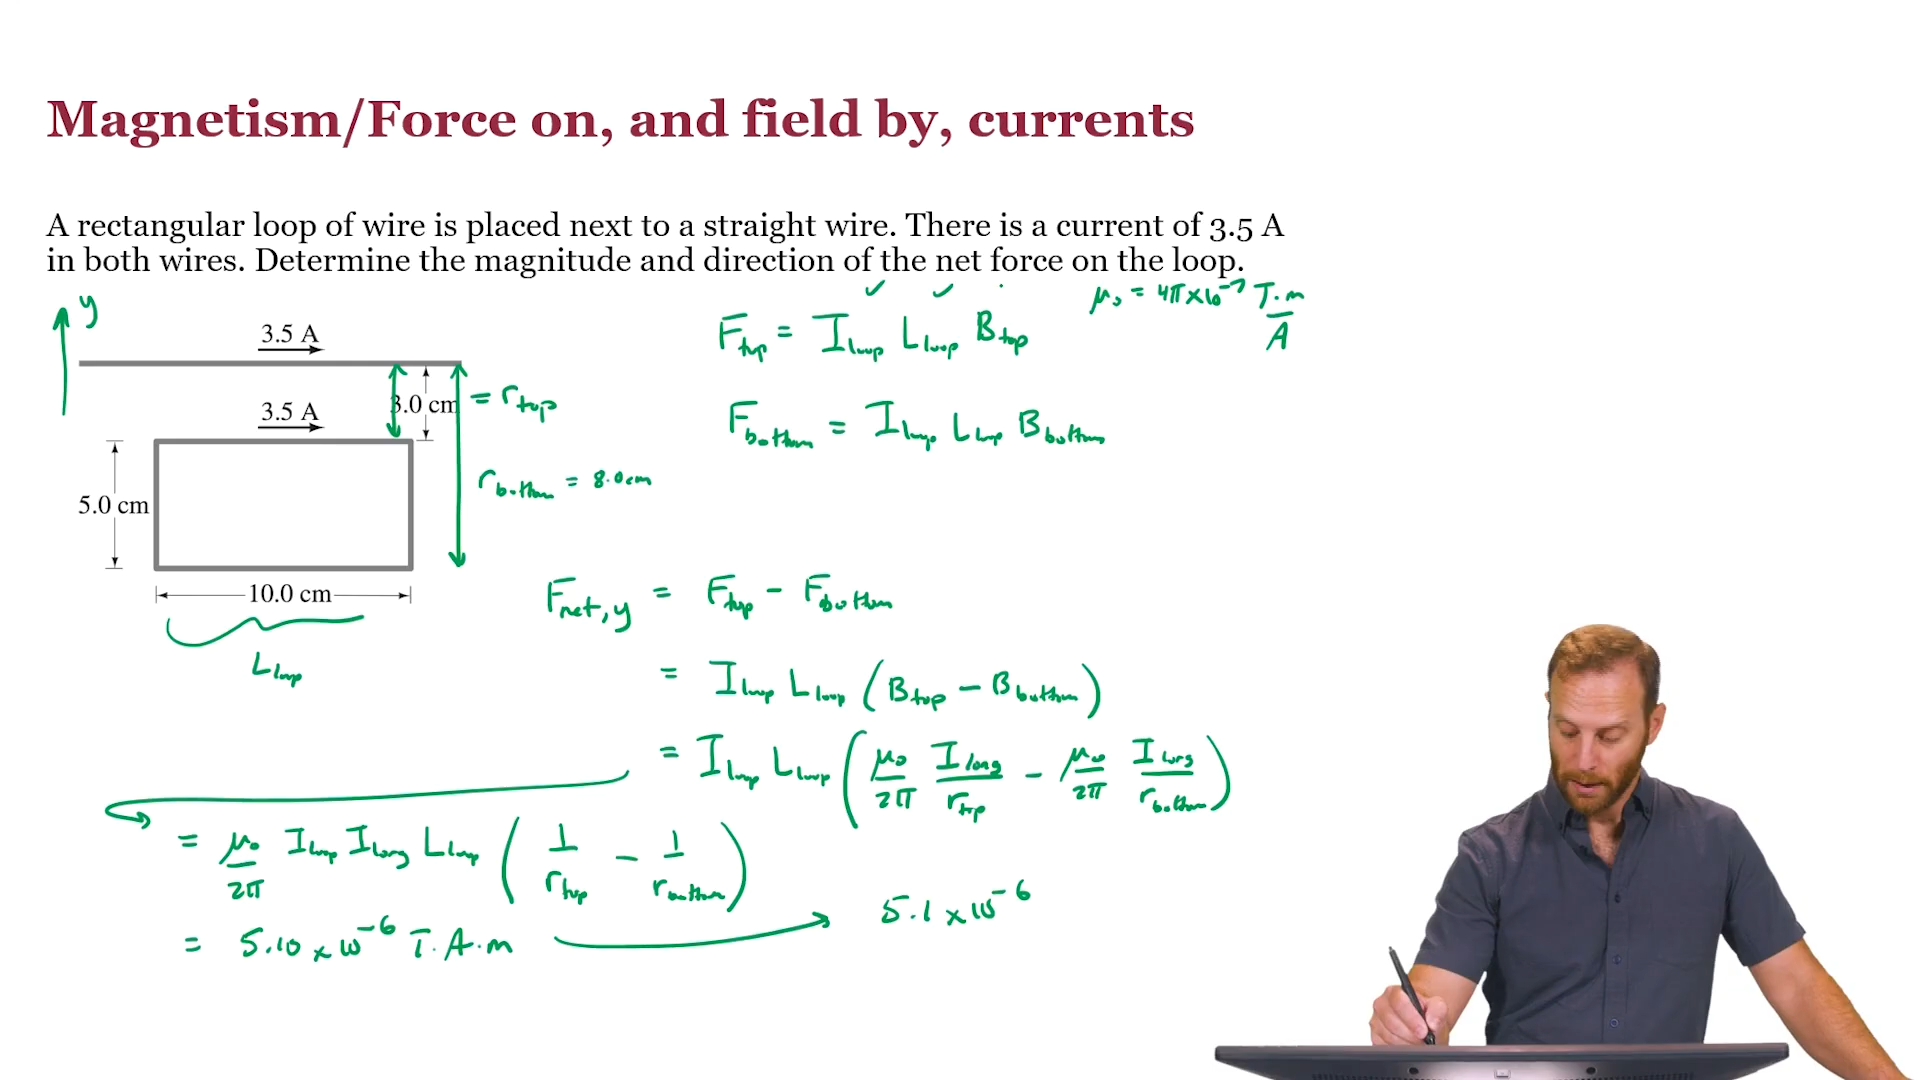 Magnetism/Force on, and field by, currents
A rectangular loop of wire is placed next to a straight wire. There is a current of 3.5 A
in both wires. Determine the magnitude and direction of the net force on the loop.
y
3.5 A
3.5 A
3.0 cm
= r_top
r_bottom = 8.0cm
5.0 cm
10.0 cm
L_loop
μ₀ = 4π×10⁻⁷ T·m/A
F_top = I_loop L_loop B_top
F_bottom = I_loop L_loop B_bottom
F_net,y = F_top - F_bottom
= I_loop L_loop (B_top - B_bottom)
= I_loop L_loop (μ₀/2π I_long/r_top - μ₀/2π I_long/r_bottom)
= μ₀/2π I_loop I_long L_loop (1/r_top - 1/r_bottom)
= 5.10 × 10⁻⁶ T·A·m
5.1 × 10⁻⁶